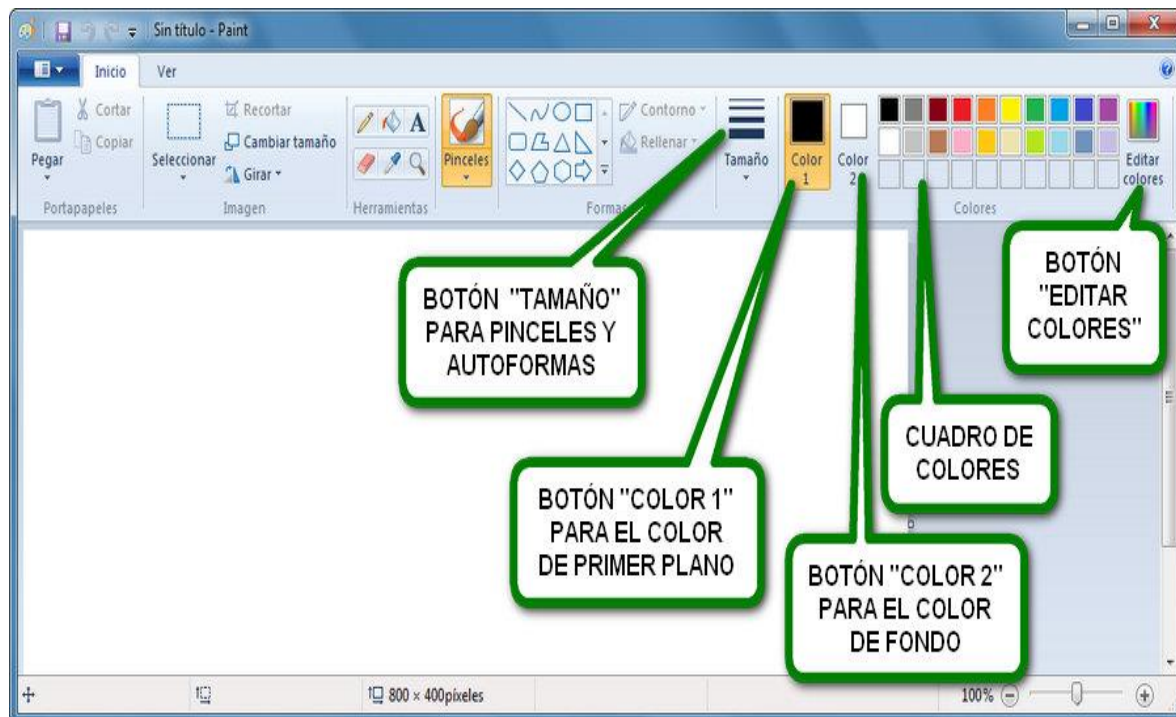 Sin título - Paint
Inicio Ver
Pegar
Cortar
Copiar
Portapapeles
Seleccionar
Recortar
Cambiar tamaño
Girar
Imagen
A
Herramientas
Pinceles
Contorno
Rellenar
Formas
Tamaño
Color
1
Color
2
Colores
Editar
colores
BOTÓN "TAMAÑO"
PARA PINCELES Y
AUTOFORMAS
BOTÓN "COLOR 1"
PARA EL COLOR
DE PRIMER PLANO
BOTÓN "COLOR 2"
PARA EL COLOR
DE FONDO
CUADRO DE
COLORES
BOTÓN
"EDITAR
COLORES"
800 × 400píxeles
100%